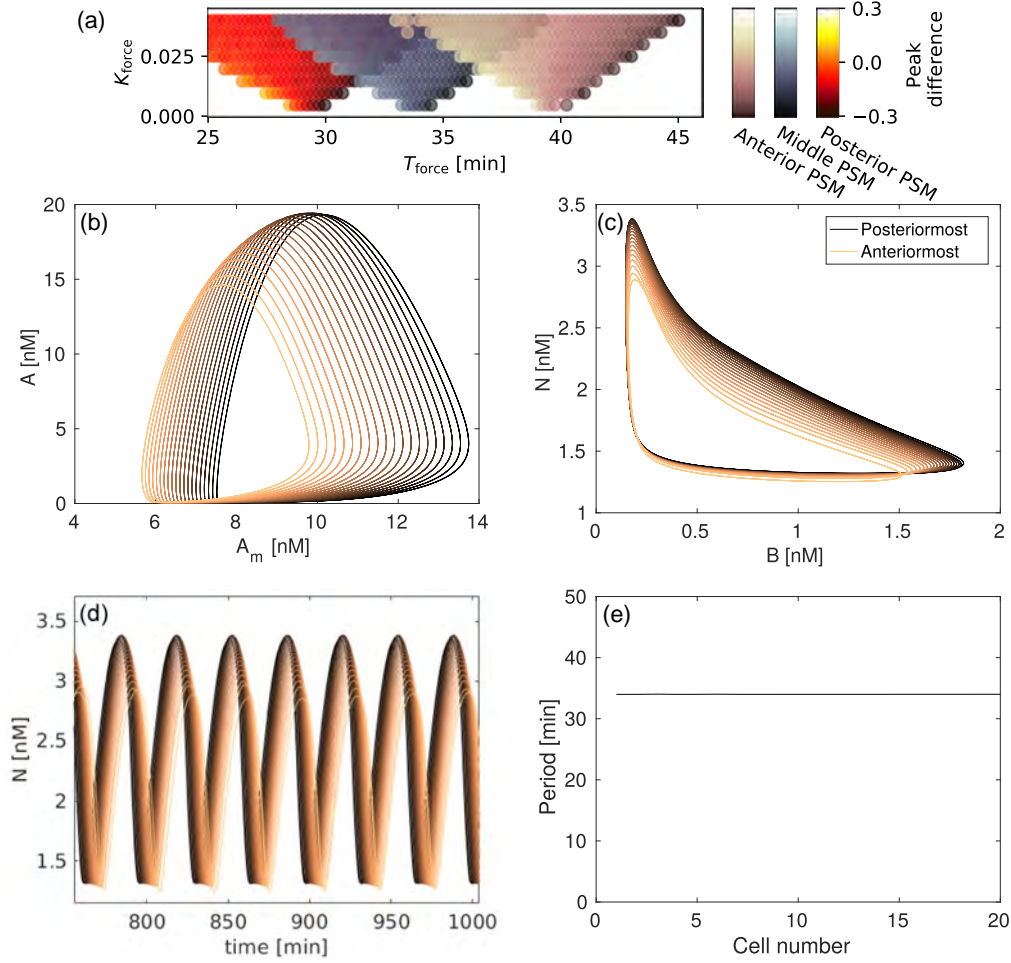 (a)
K_force
0.025
0.000
25
30
35
40
45
T_force [min]
0.3
0.0
−0.3
Peak
difference
Anterior PSM
Middle PSM
Posterior PSM
(b)
20
15
10
5
0
A [nM]
4
6
8
10
12
14
A_m [nM]
(c)
Posteriormost
Anteriormost
3.5
3
2.5
2
1.5
1
N [nM]
0
0.5
1
1.5
2
B [nM]
(d)
3.5
3
2.5
2
1.5
N [nM]
800
850
900
950
1000
time [min]
(e)
50
40
30
20
10
0
Period [min]
0
5
10
15
20
Cell number